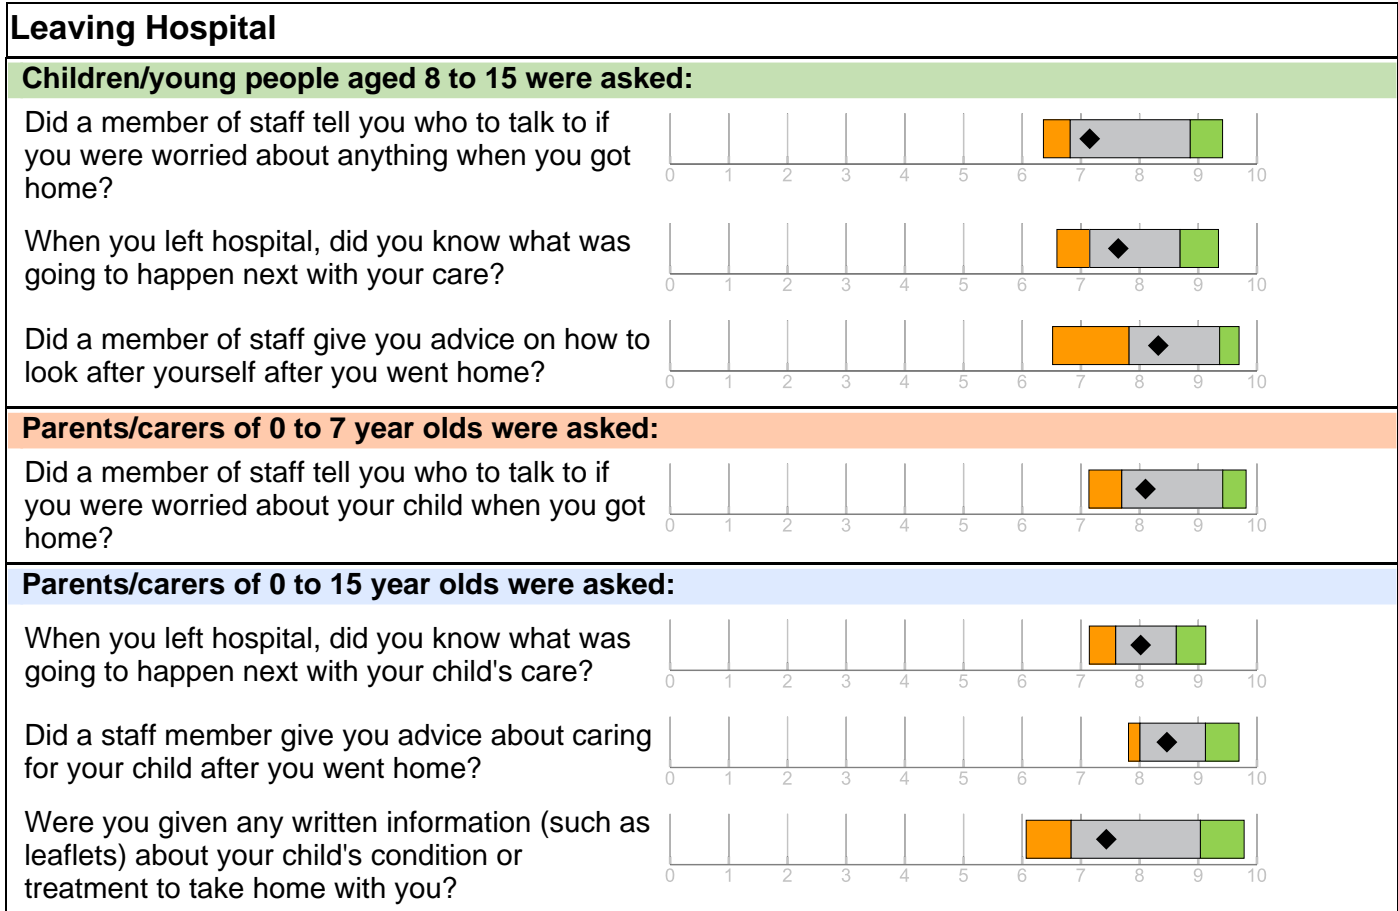 Leaving Hospital
Children/young people aged 8 to 15 were asked:
Did a member of staff tell you who to talk to if
you were worried about anything when you got
home?
0 1 2 3 4 5 6 7 8 9 10
When you left hospital, did you know what was
going to happen next with your care?
0 1 2 3 4 5 6 7 8 9 10
Did a member of staff give you advice on how to
look after yourself after you went home?
0 1 2 3 4 5 6 7 8 9 10
Parents/carers of 0 to 7 year olds were asked:
Did a member of staff tell you who to talk to if
you were worried about your child when you got
home?
0 1 2 3 4 5 6 7 8 9 10
Parents/carers of 0 to 15 year olds were asked:
When you left hospital, did you know what was
going to happen next with your child's care?
0 1 2 3 4 5 6 7 8 9 10
Did a staff member give you advice about caring
for your child after you went home?
0 1 2 3 4 5 6 7 8 9 10
Were you given any written information (such as
leaflets) about your child's condition or
treatment to take home with you?
0 1 2 3 4 5 6 7 8 9 10